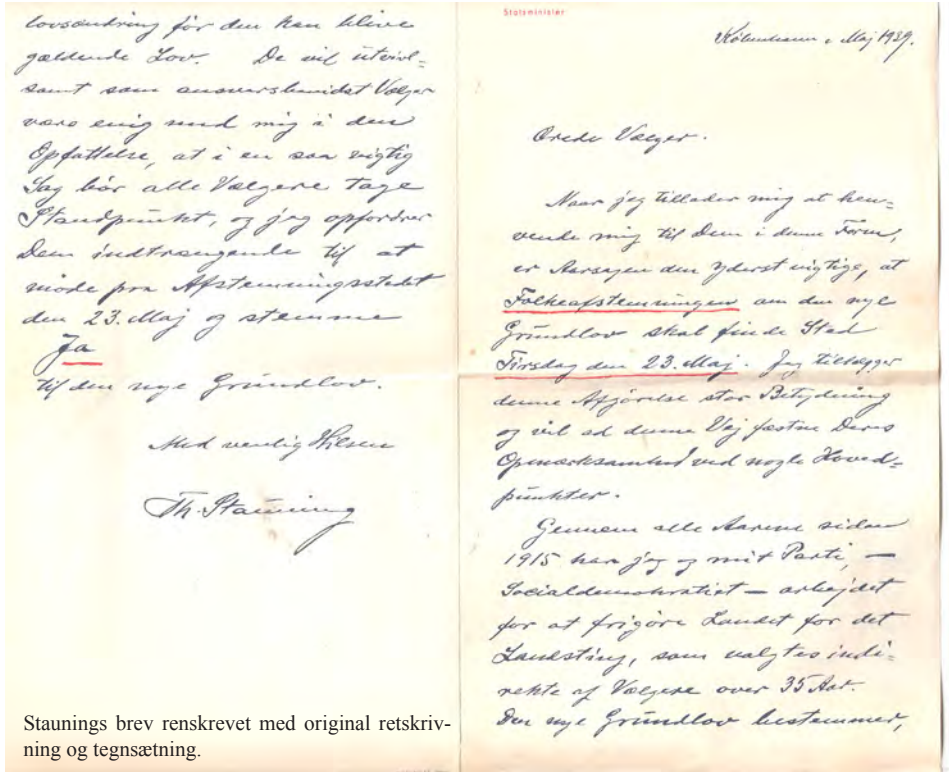 lovsændring før den kan blive
gældende Lov. De vil utvivl=
samt som ansvarsbevidst Vælger
være enig med mig i den
Opfattelse, at i en saa vigtig
Sag bør alle Vælgere tage
Standpunkt, og jeg opfordrer
Dem indtrængende til at
møde paa Afstemningsstedet
den 23. Maj og stemme
Ja
til den nye Grundlov.
Med venlig Hilsen
Th. Stauning
Staunings brev renskrevet med original retskriv-
ning og tegnsætning.
Statsminister
København, Maj 1939.
Ærede Vælger.
Naar jeg tillader mig at hen=
vende mig til Dem i denne Form,
er Aarsagen den yderst vigtige, at
Folkeafstemningen om den nye
Grundlov skal finde Sted
Tirsdag den 23. Maj. Jeg tillægger
denne Afgørelse stor Betydning
og vil ad denne Vej fæstne Deres
Opmærksomhed ved nogle Hoved=
punkter.
Gennem alle Aarene siden
1915 har jeg og mit Parti, —
Socialdemokratiet — arbejdet
for at frigøre Landet for det
Landsting, som valgtes indi=
rekte af Vælgere over 35 Aar.
Den nye Grundlov bestemmer,